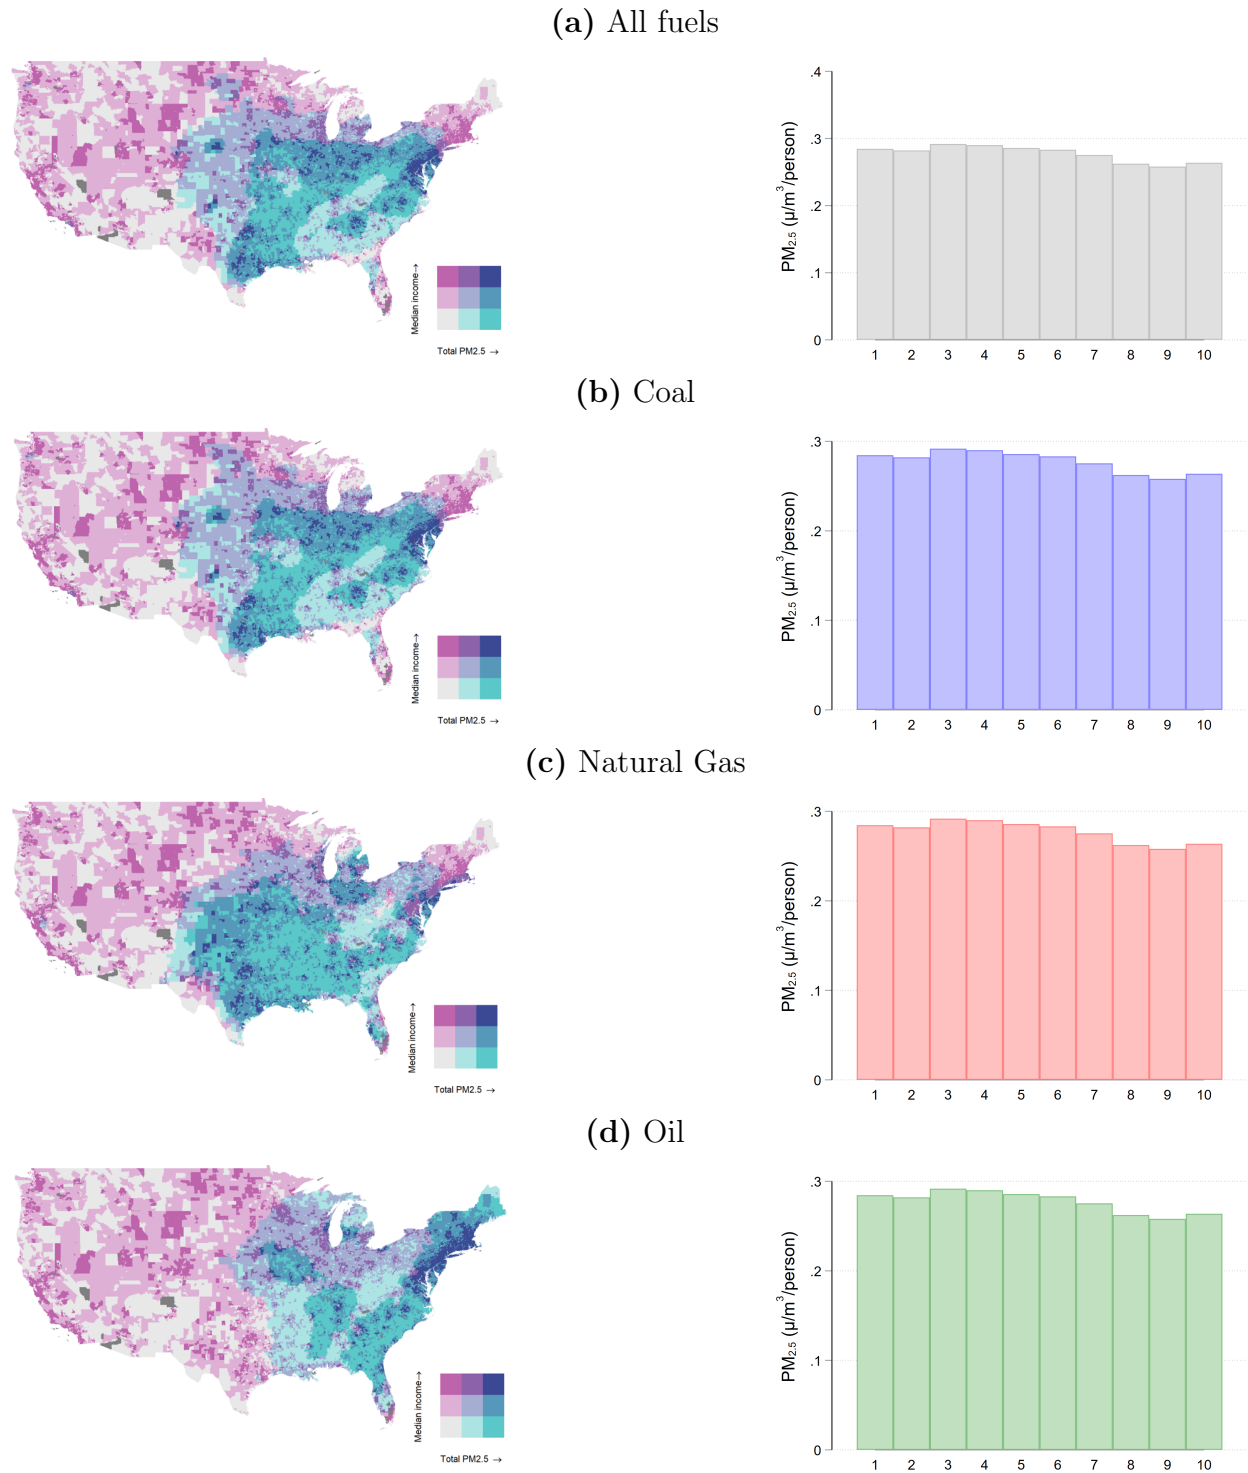 (a) All fuels
Median income→
Total PM2.5 →
PM2.5 (µ/m³/person)
.4
.3
.2
.1
0
1 2 3 4 5 6 7 8 9 10
(b) Coal
Median income→
Total PM2.5 →
PM2.5 (µ/m³/person)
.3
.2
.1
0
1 2 3 4 5 6 7 8 9 10
(c) Natural Gas
Median income→
Total PM2.5 →
PM2.5 (µ/m³/person)
.3
.2
.1
0
1 2 3 4 5 6 7 8 9 10
(d) Oil
Median income→
Total PM2.5 →
PM2.5 (µ/m³/person)
.3
.2
.1
0
1 2 3 4 5 6 7 8 9 10